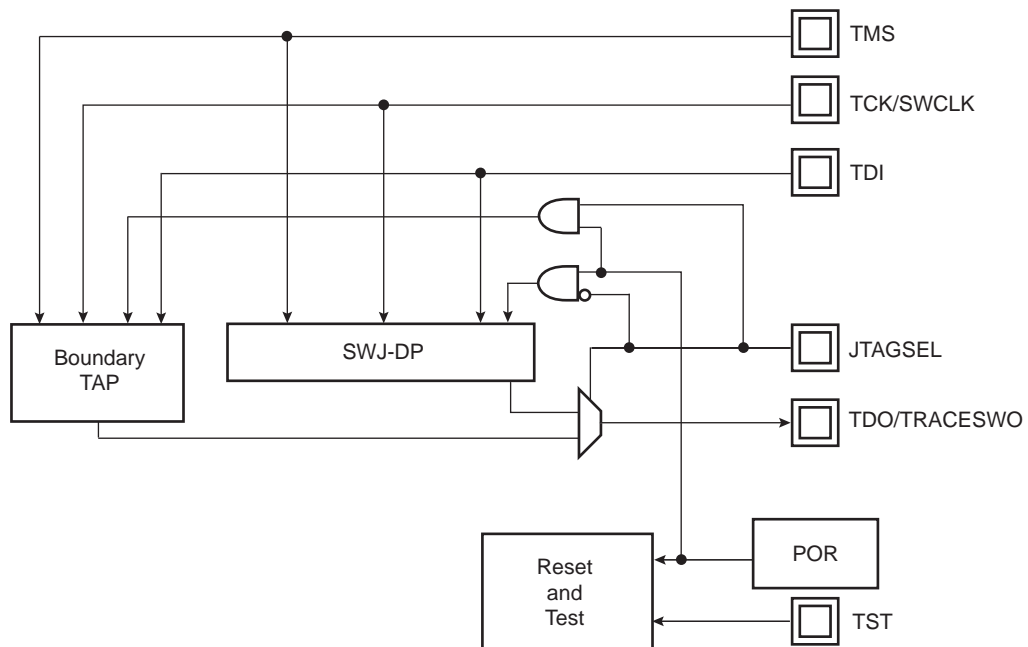 TMS
TCK/SWCLK
TDI
Boundary
TAP
SWJ-DP
JTAGSEL
TDO/TRACESWO
Reset
and
Test
POR
TST